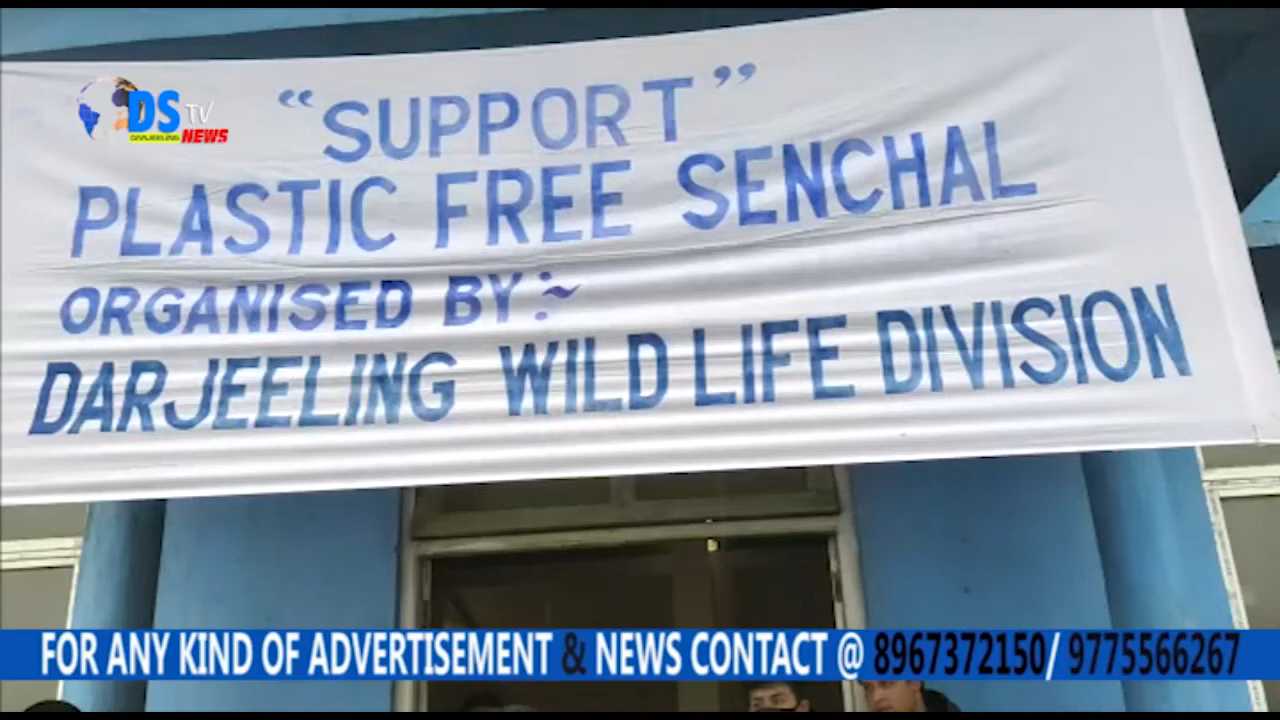 DS TV
DARJEELING NEWS
“SUPPORT”
PLASTIC FREE SENCHAL
ORGANISED BY :~
DARJEELING WILD LIFE DIVISION
FOR ANY KIND OF ADVERTISEMENT & NEWS CONTACT @ 8967372150/ 9775566267